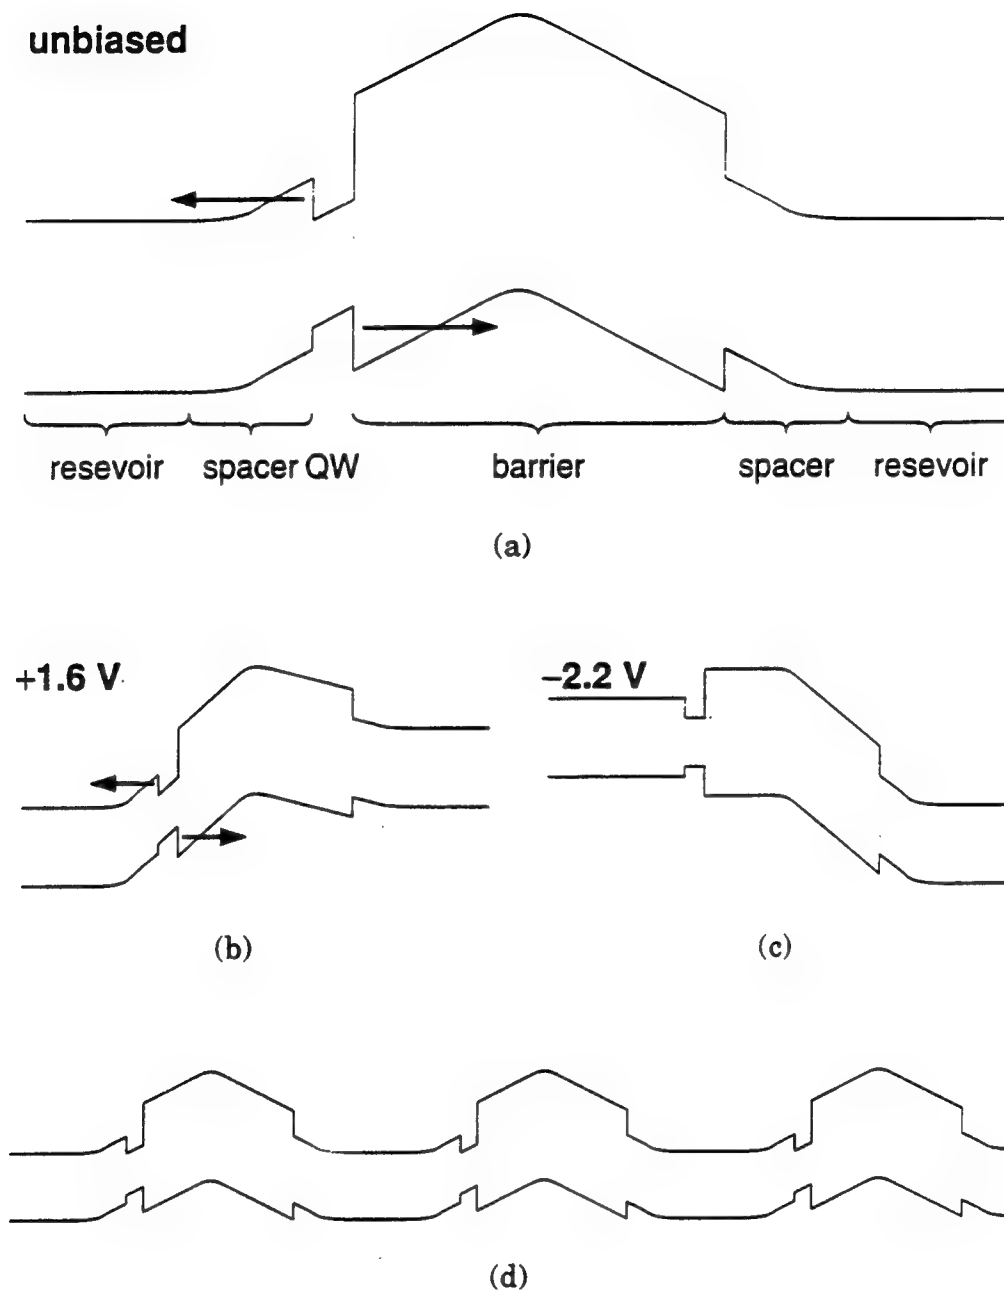 unbiased
resevoir spacer QW barrier spacer resevoir
(a)
+1.6 V
−2.2 V
(b)
(c)
(d)